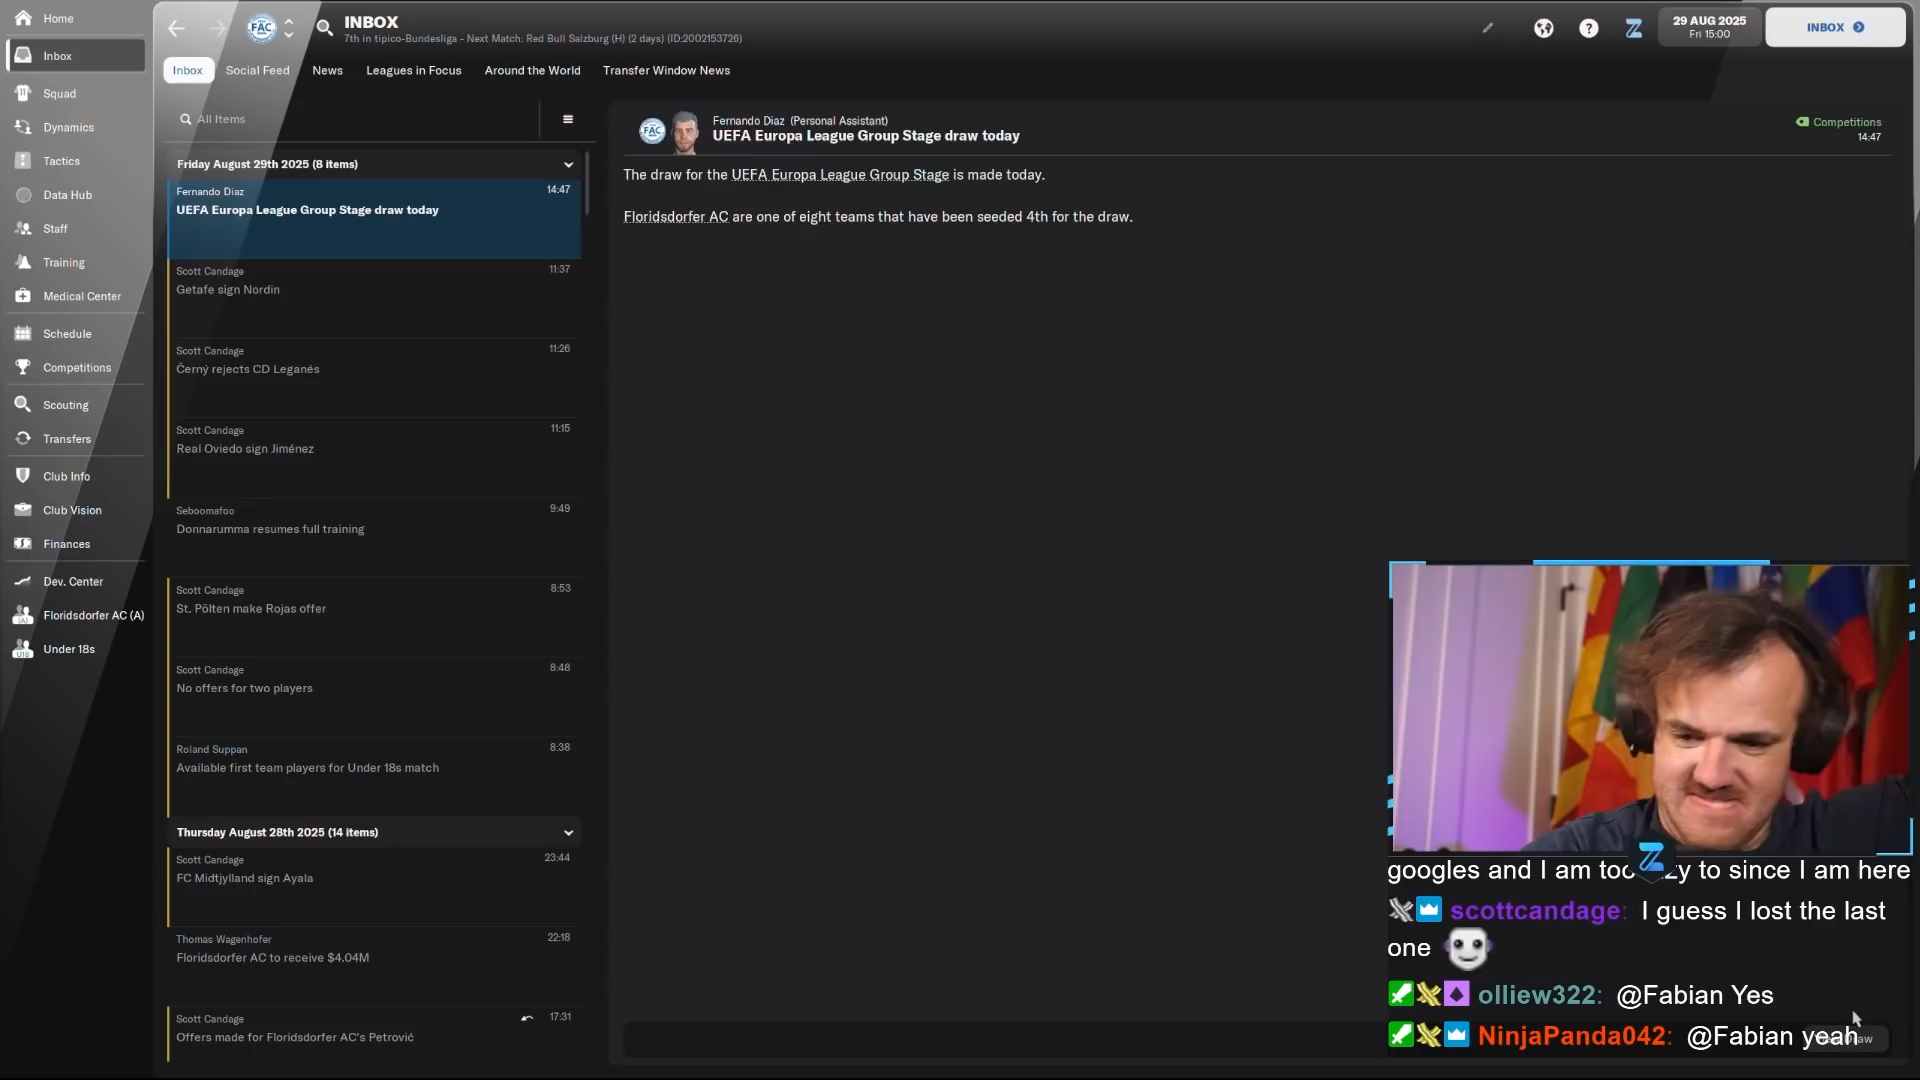 Home
Inbox
Squad
Dynamics
Tactics
Data Hub
Staff
Training
Medical Center
Schedule
Competitions
Scouting
Transfers
Club Info
Club Vision
Finances
Dev. Center
Floridsdorfer AC (A)
Under 18s
FAC
INBOX
7th in tipico-Bundesliga - Next Match: Red Bull Salzburg (H) (2 days) (ID:2002153726)
29 AUG 2025
Fri 15:00
INBOX
Inbox Social Feed News Leagues in Focus Around the World Transfer Window News
All Items
Friday August 29th 2025 (8 items)
Fernando Diaz 14:47
UEFA Europa League Group Stage draw today
Scott Candage 11:37
Getafe sign Nordin
Scott Candage 11:26
Černý rejects CD Leganés
Scott Candage 11:15
Real Oviedo sign Jiménez
Seboomafoo 9:49
Donnarumma resumes full training
Scott Candage 8:53
St. Pölten make Rojas offer
Scott Candage 8:48
No offers for two players
Roland Suppan 8:38
Available first team players for Under 18s match
Thursday August 28th 2025 (14 items)
Scott Candage 23:44
FC Midtjylland sign Ayala
Thomas Wagenhofer 22:18
Floridsdorfer AC to receive $4.04M
Scott Candage 17:31
Offers made for Floridsdorfer AC's Petrović
FAC
Fernando Diaz (Personal Assistant)
UEFA Europa League Group Stage draw today
Competitions
14:47
The draw for the UEFA Europa League Group Stage is made today.
Floridsdorfer AC are one of eight teams that have been seeded 4th for the draw.
googles and I am too zy to since I am here
scottcandage: I guess I lost the last
one
olliew322: @Fabian Yes
NinjaPanda042: @Fabian yeah